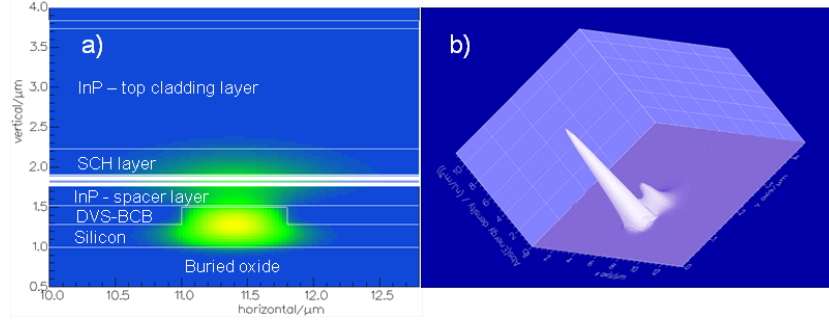 a)
b)
4.0
3.5
3.0
2.5
2.0
1.5
1.0
0.5
vertical/µm
InP – top cladding layer
SCH layer
InP - spacer layer
DVS-BCB
Silicon
Buried oxide
10.0 10.5 11.0 11.5 12.0 12.5
horizontal/µm